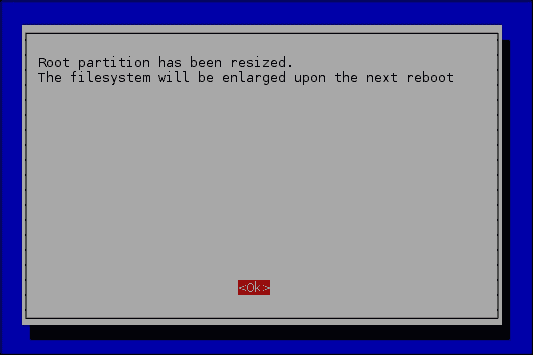 Root partition has been resized.
The filesystem will be enlarged upon the next reboot
<Ok>